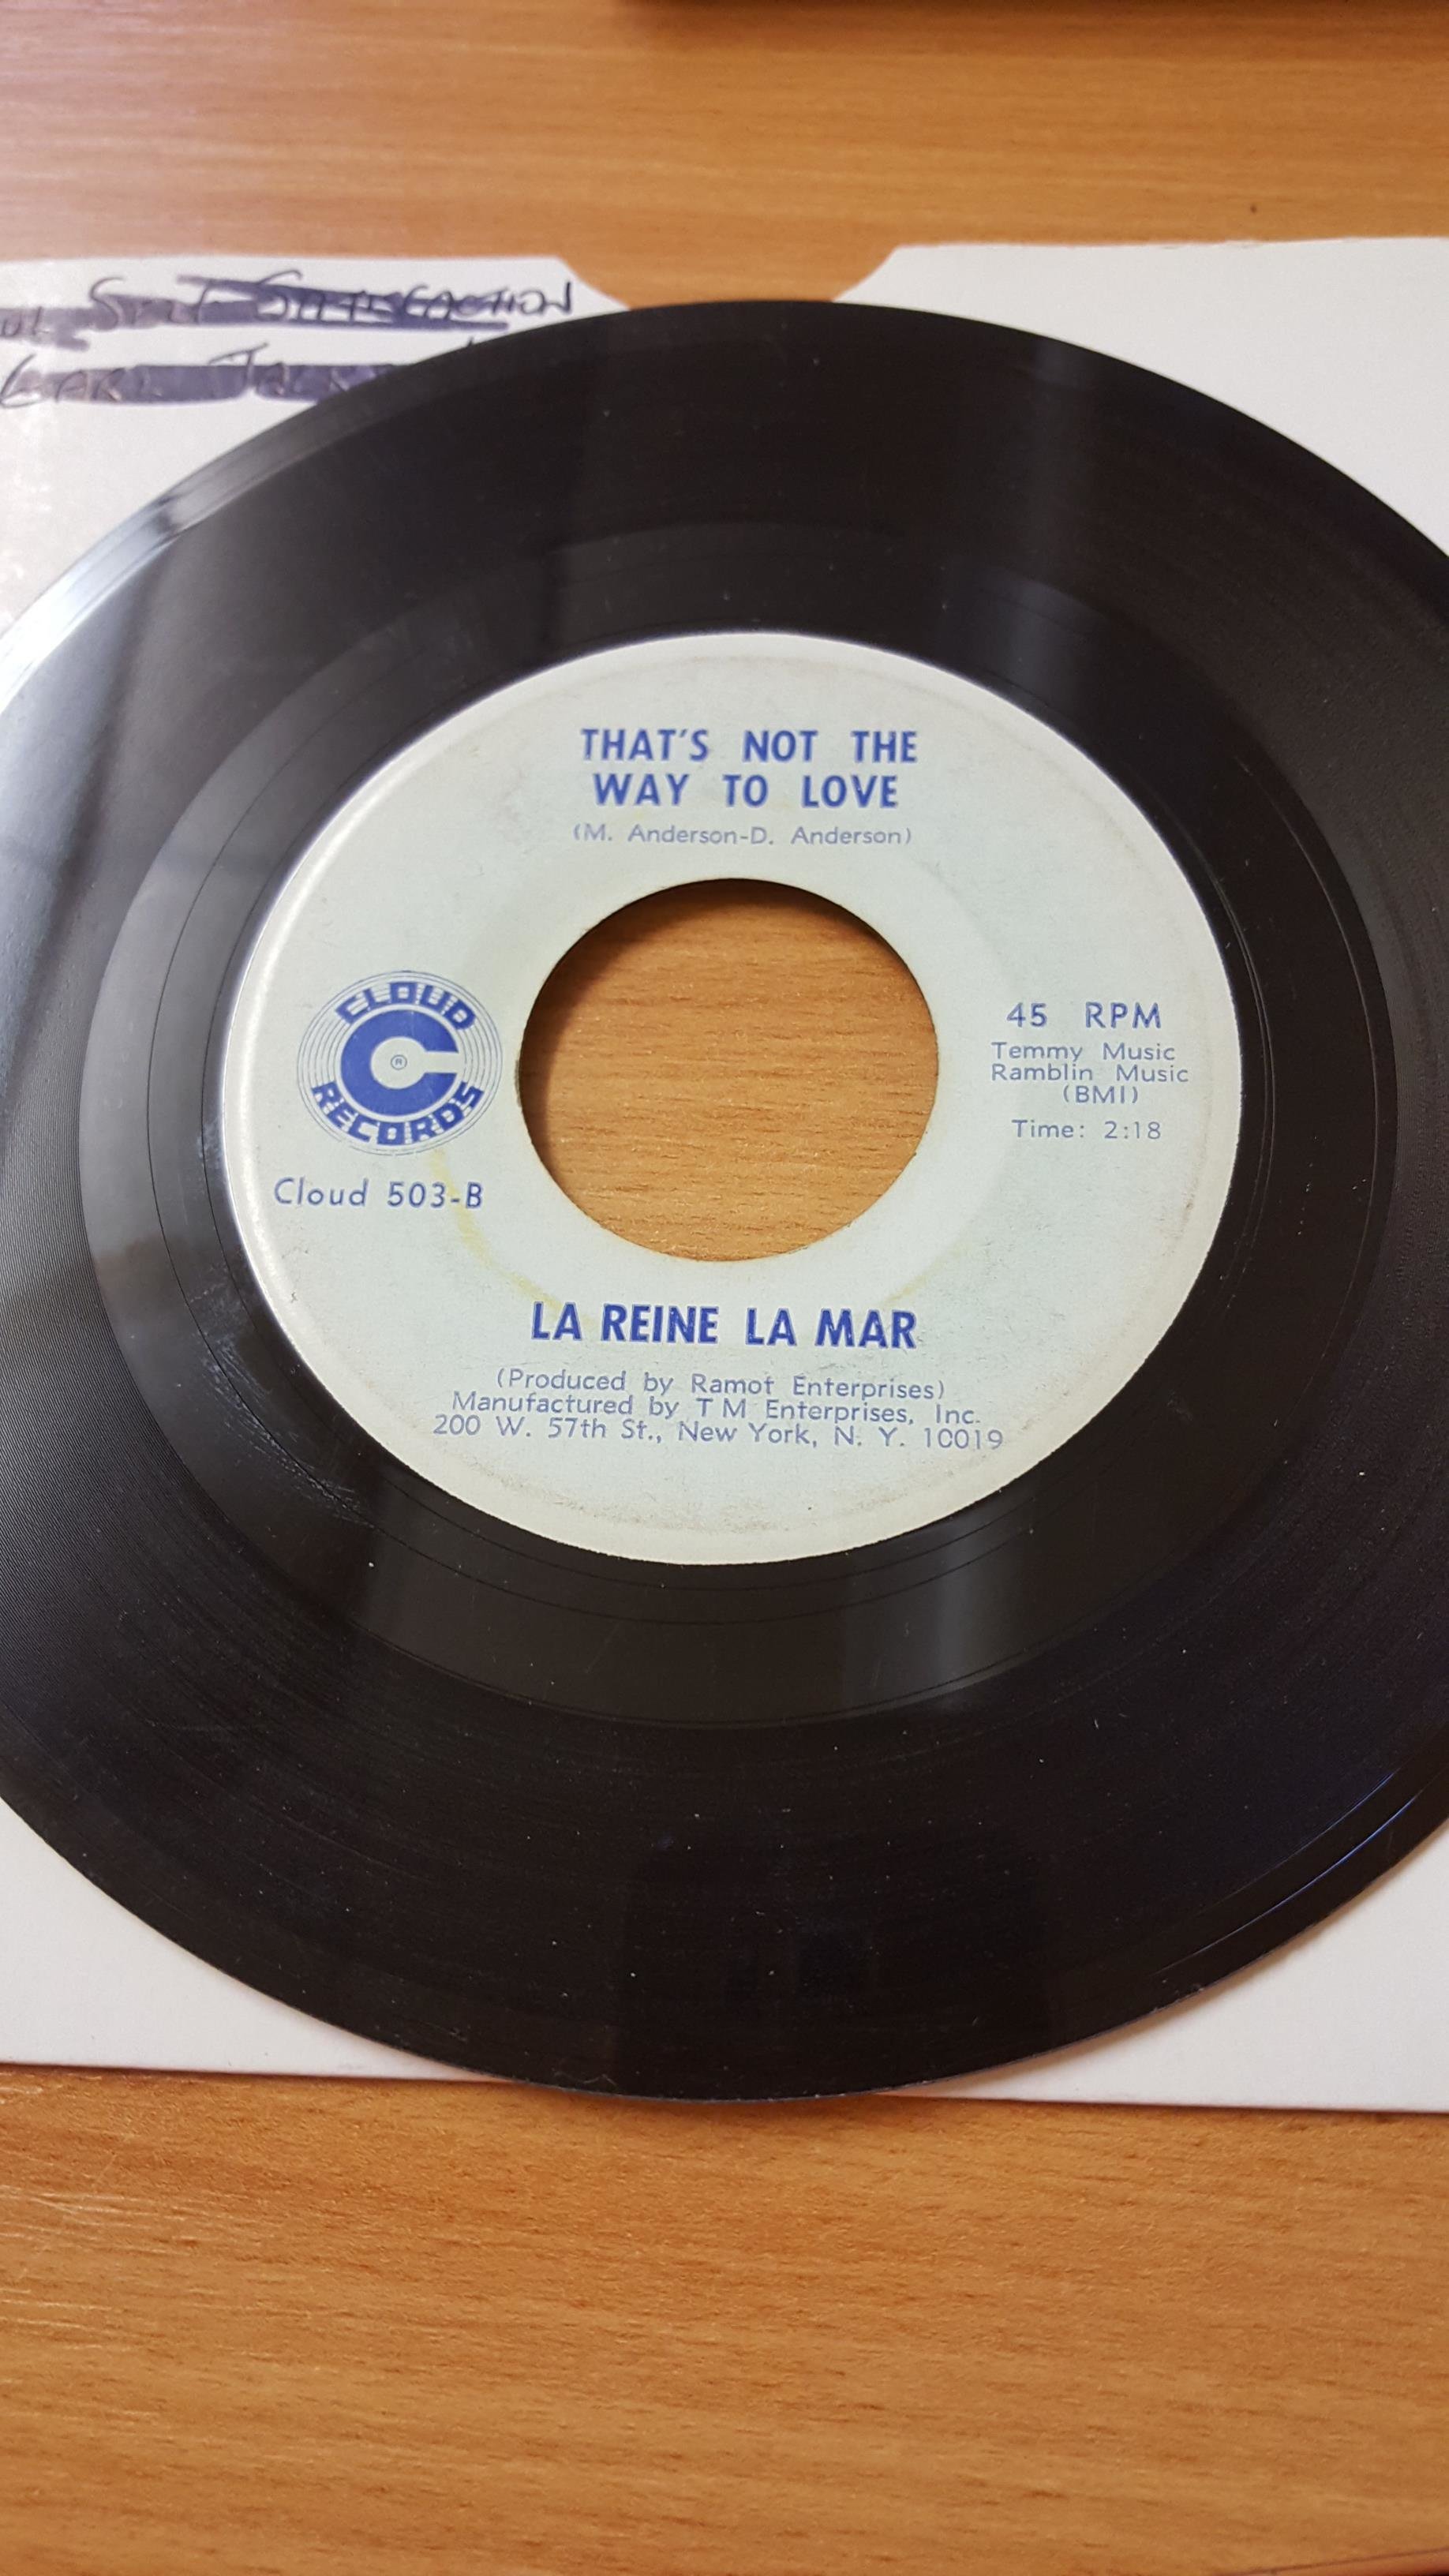 SATISFACTION
THAT'S NOT THE
WAY TO LOVE
(M. Anderson-D. Anderson)
CLOUD
C
®
RECORDS
Cloud 503-B
45 RPM
Temmy Music
Ramblin Music
(BMI)
Time: 2:18
LA REINE LA MAR
(Produced by Ramot Enterprises)
Manufactured by T M Enterprises, Inc.
200 W. 57th St., New York, N. Y. 10019